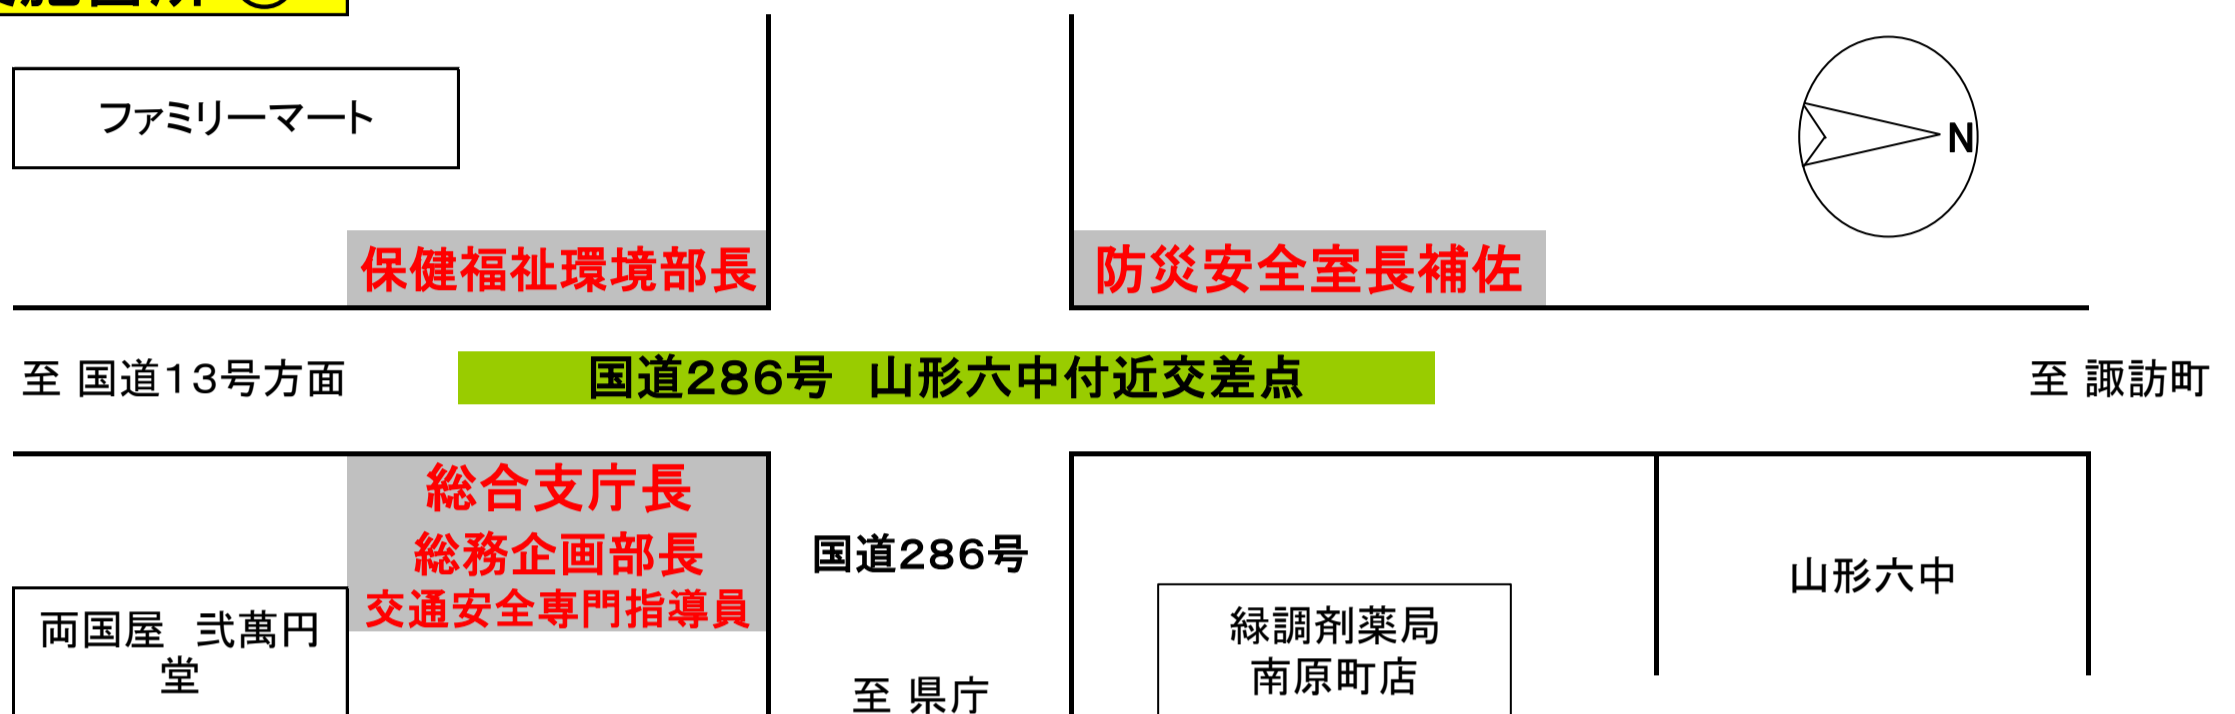 ファミリーマート
N
保健福祉環境部長
防災安全室長補佐
至 国道13号方面
国道286号　山形六中付近交差点
至 諏訪町
総合支庁長
総務企画部長
交通安全専門指導員
国道286号
山形六中
両国屋　弐萬円
堂
緑調剤薬局
南原町店
至 県庁